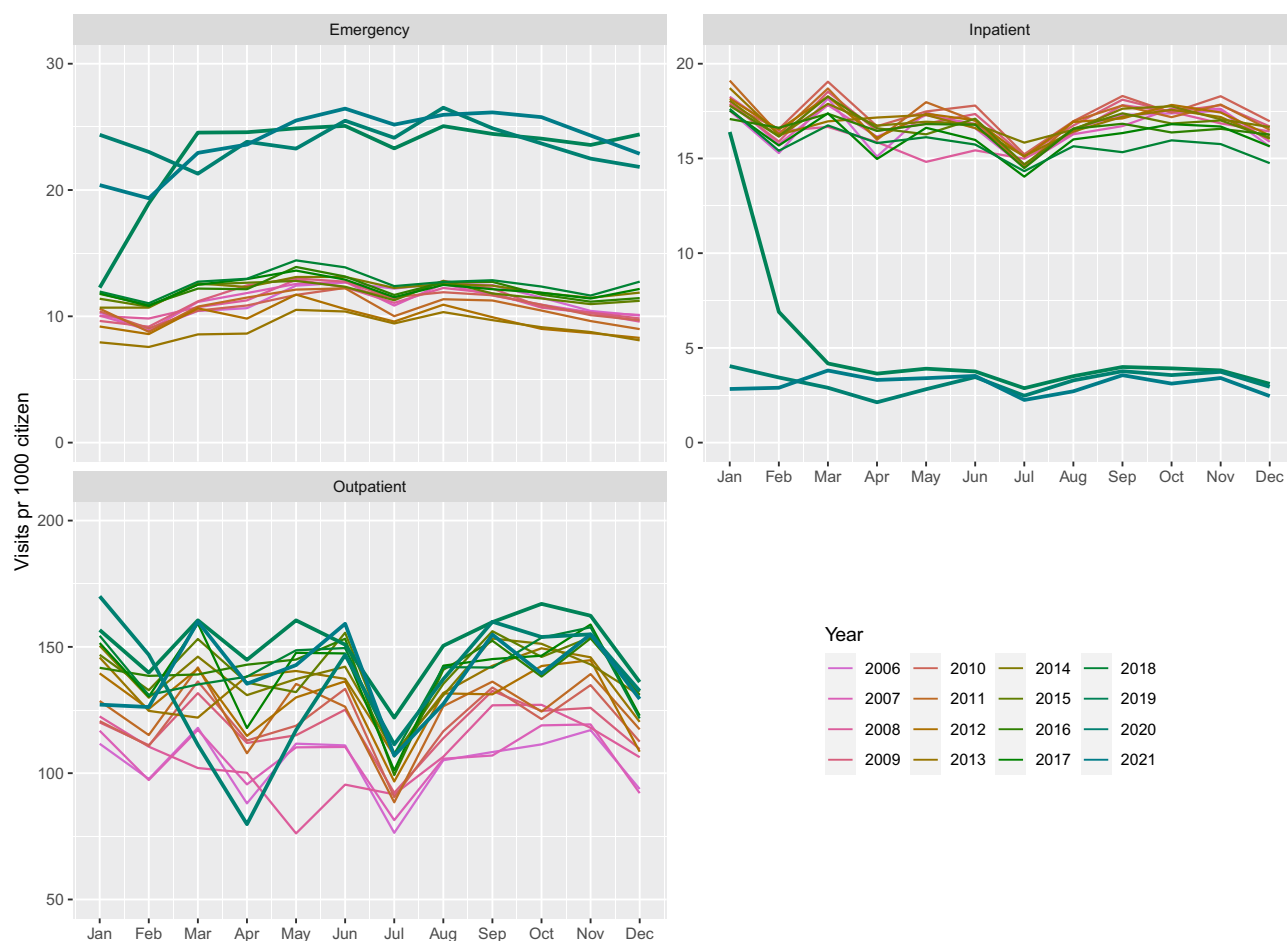 Emergency
Inpatient
30
20
10
0
20
15
10
5
0
Jan Feb Mar Apr May Jun Jul Aug Sep Oct Nov Dec
Outpatient
Visits pr 1000 citizen
200
150
100
50
Jan Feb Mar Apr May Jun Jul Aug Sep Oct Nov Dec
Year
2006 2010 2014 2018
2007 2011 2015 2019
2008 2012 2016 2020
2009 2013 2017 2021